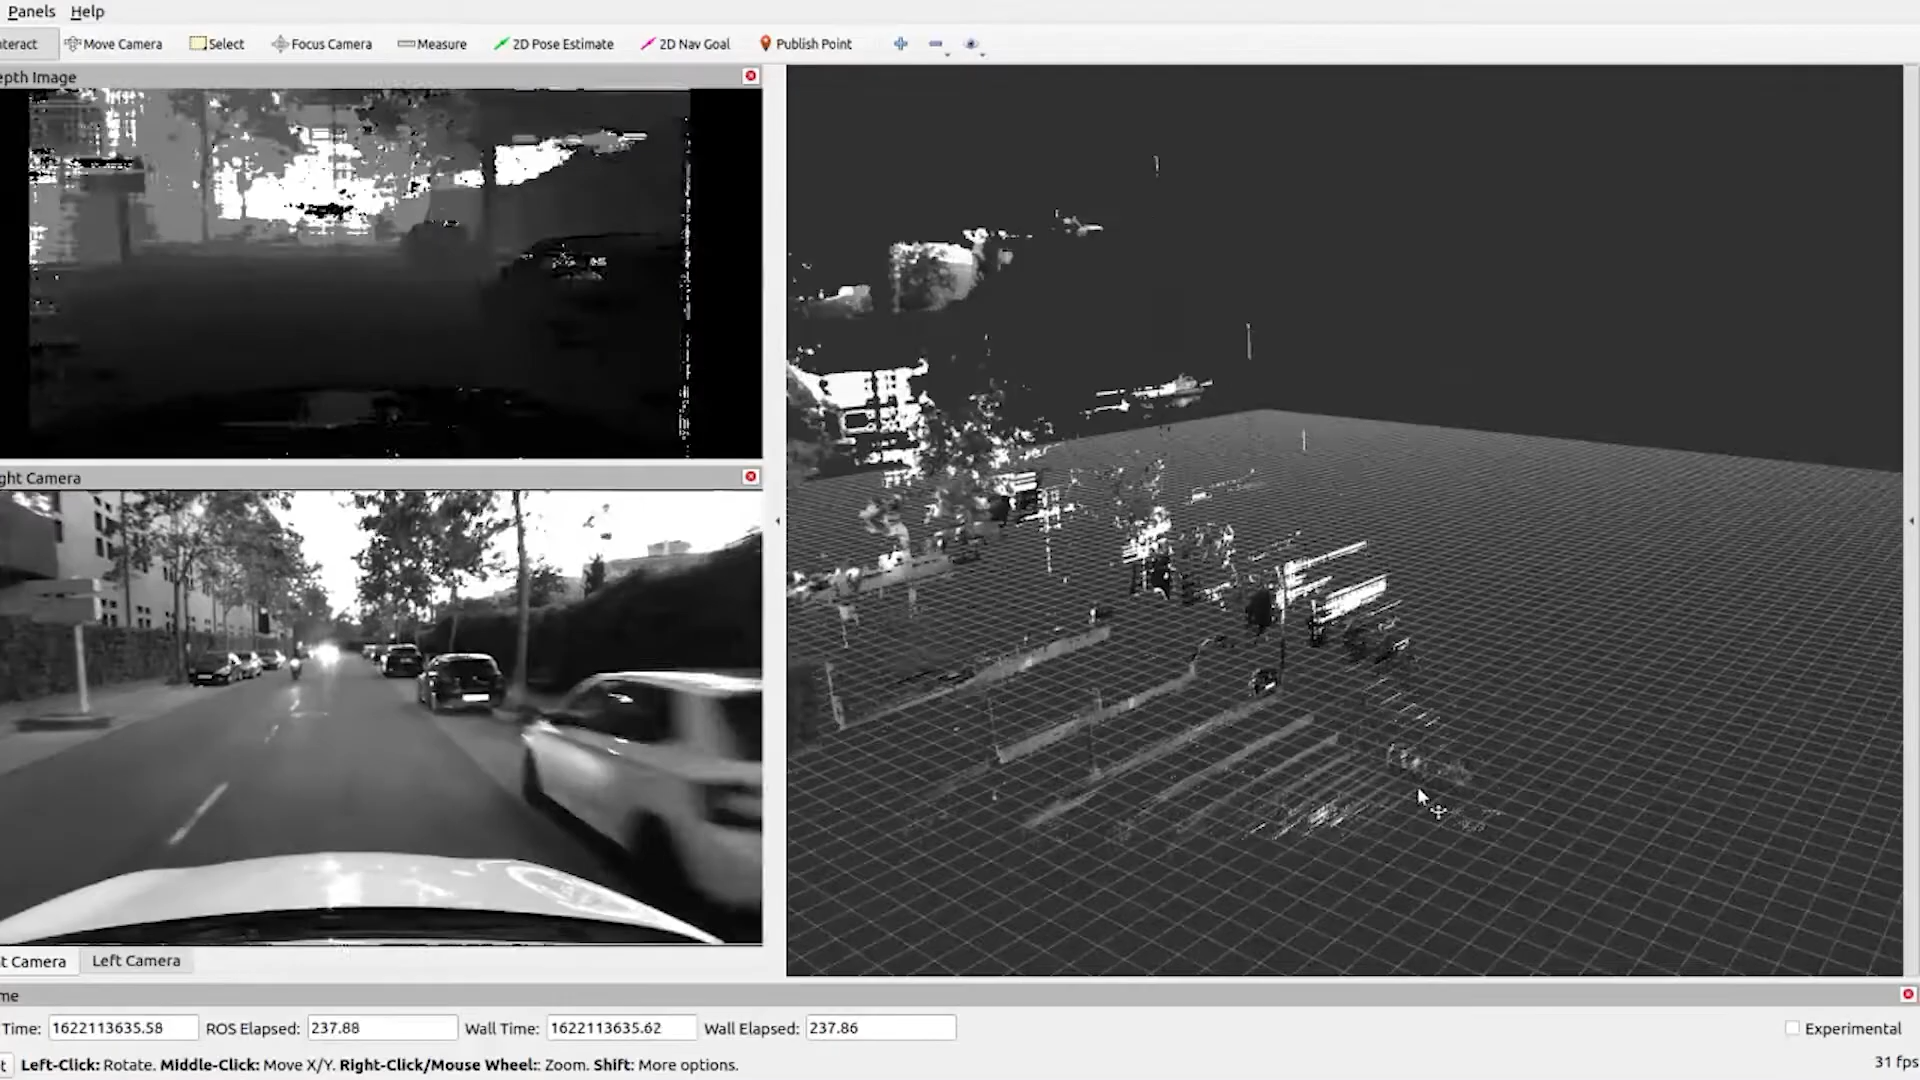 Panels Help
nteract Move Camera Select Focus Camera Measure 2D Pose Estimate 2D Nav Goal Publish Point
epth Image
ght Camera
t Camera Left Camera
me
Time: 1622113635.58 ROS Elapsed: 237.88 Wall Time: 1622113635.62 Wall Elapsed: 237.86 Experimental
t Left-Click: Rotate. Middle-Click: Move X/Y. Right-Click/Mouse Wheel:: Zoom. Shift: More options. 31 fps